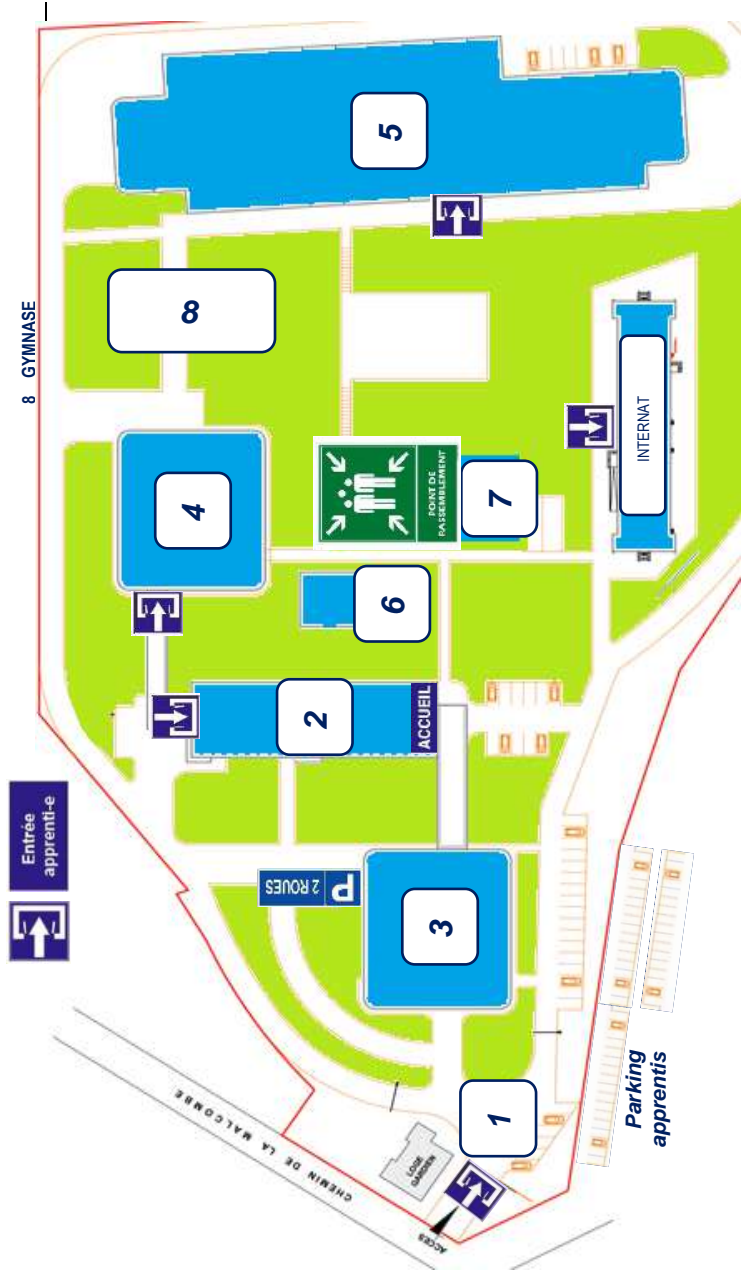 8 GYMNASE
5
8
4
POINT DE
RASSEMBLEMENT
7
INTERNAT
6
2
ACCUEIL
Entrée
apprenti-e
P
2 ROUES
3
1
Parking
apprentis
CHEMIN DE LA MALCOMBE
LOGE
GARDIEN
ACCES